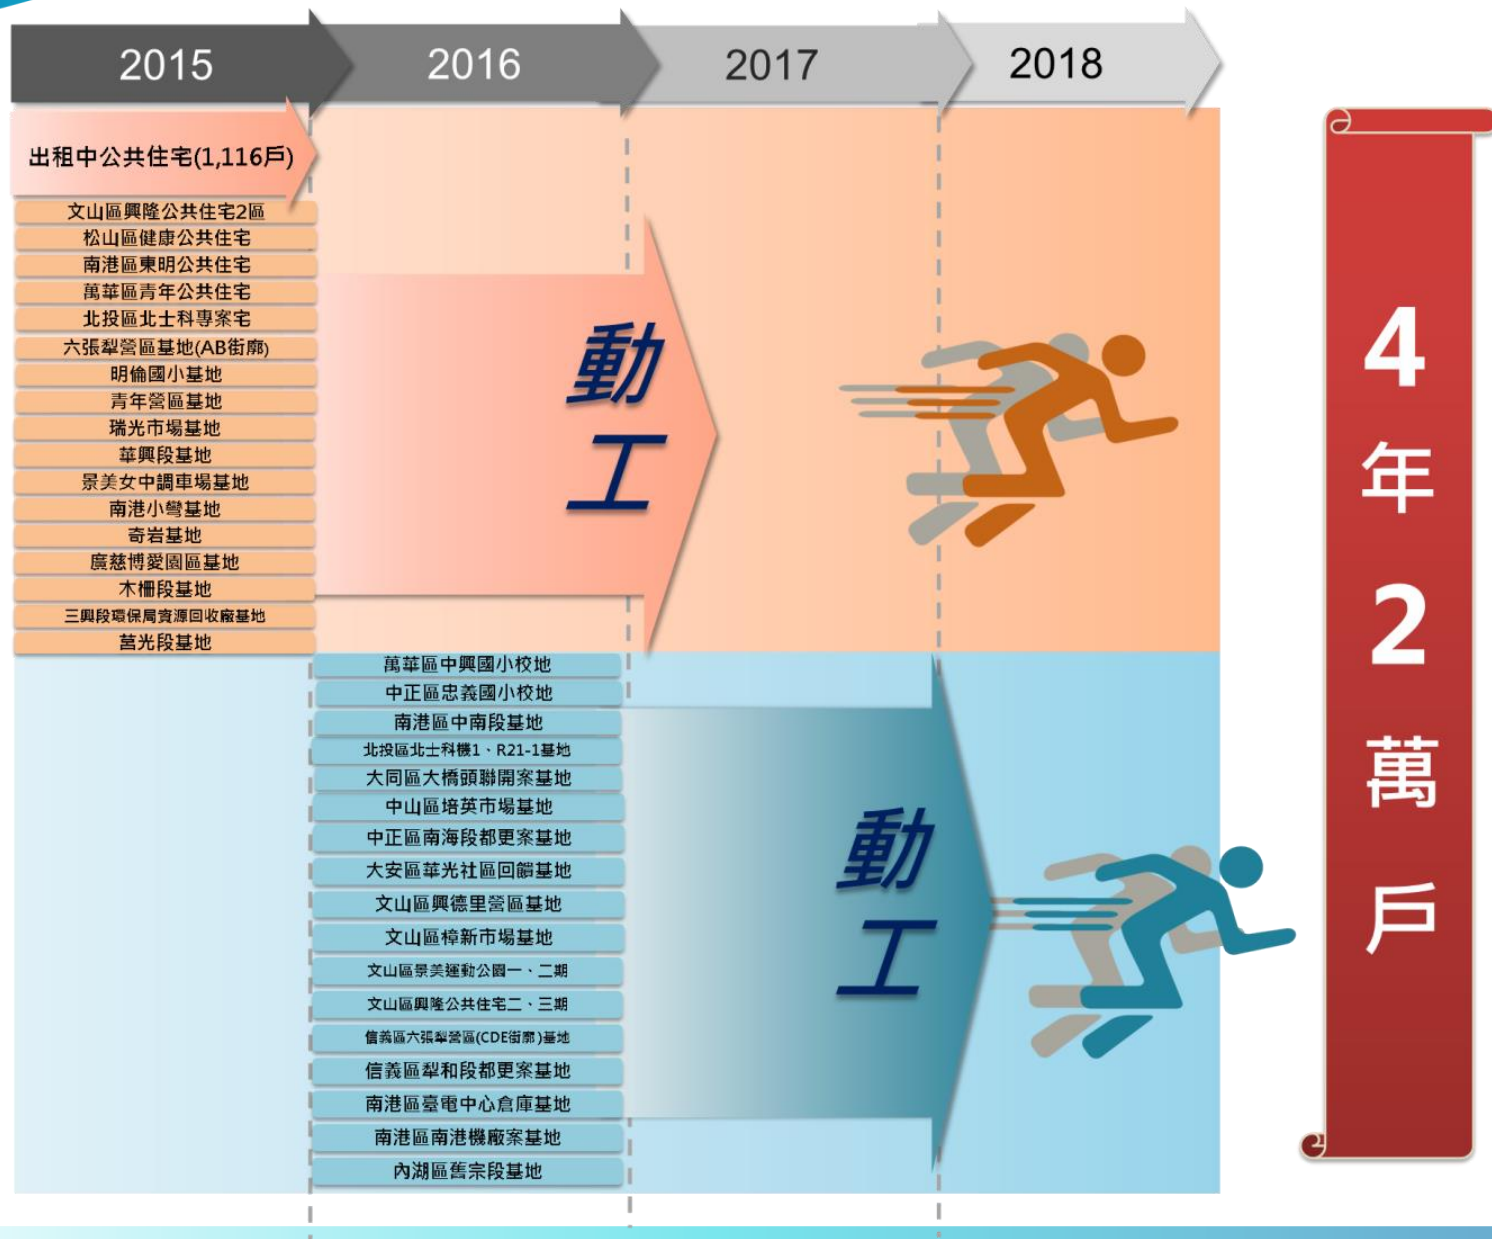 2015
2016
2017
2018
出租中公共住宅(1,116戶)
文山區興隆公共住宅2區
松山區健康公共住宅
南港區東明公共住宅
萬華區青年公共住宅
北投區北士科專案宅
六張犁營區基地(AB街廓)
明倫國小基地
青年營區基地
瑞光市場基地
華興段基地
景美女中調車場基地
南港小彎基地
奇岩基地
廣慈博愛園區基地
木柵段基地
三興段環保局資源回收廠基地
莒光段基地
動
工
萬華區中興國小校地
中正區忠義國小校地
南港區中南段基地
北投區北士科機1、R21-1基地
大同區大橋頭聯開案基地
中山區培英市場基地
中正區南海段都更案基地
大安區華光社區回饋基地
文山區興德里營區基地
文山區樟新市場基地
文山區景美運動公園一、二期
文山區興隆公共住宅二、三期
信義區六張犁營區(CDE街廓)基地
信義區犁和段都更案基地
南港區臺電中心倉庫基地
南港區南港機廠案基地
內湖區舊宗段基地
動
工
4
年
2
萬
戶